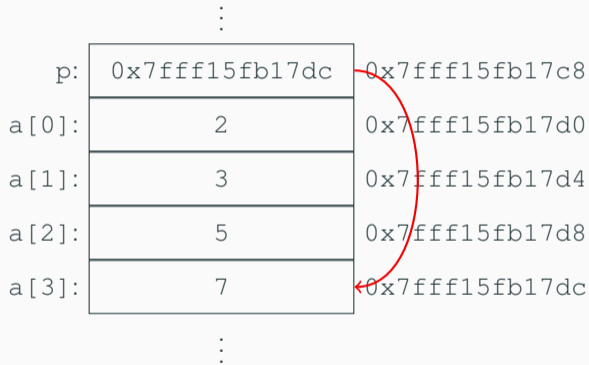 p: 0x7fff15fb17dc 0x7fff15fb17c8
a[0]: 2 0x7fff15fb17d0
a[1]: 3 0x7fff15fb17d4
a[2]: 5 0x7fff15fb17d8
a[3]: 7 0x7fff15fb17dc